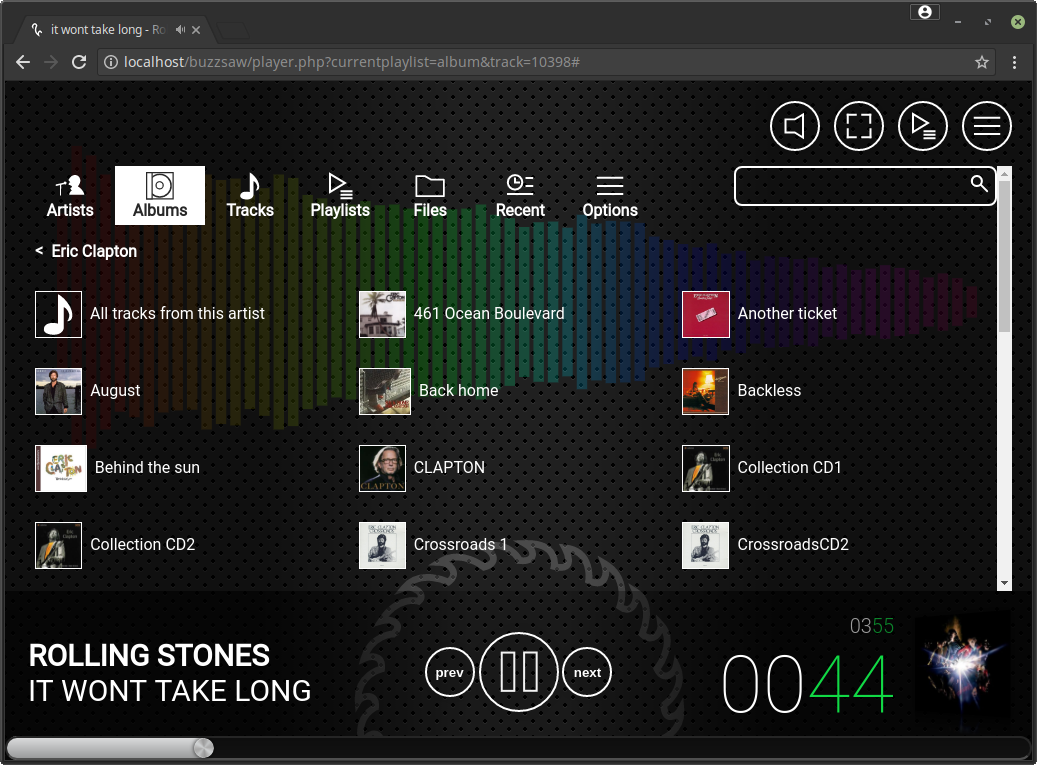 it wont take long - Ro
localhost/buzzsaw/player.php?currentplaylist=album&track=10398#
Artists Albums Tracks Playlists Files Recent Options
< Eric Clapton
All tracks from this artist 461 Ocean Boulevard Another ticket
August Back home Backless
Behind the sun CLAPTON Collection CD1
Collection CD2 Crossroads 1 CrossroadsCD2
0355
ROLLING STONES
IT WONT TAKE LONG
prev next
0044